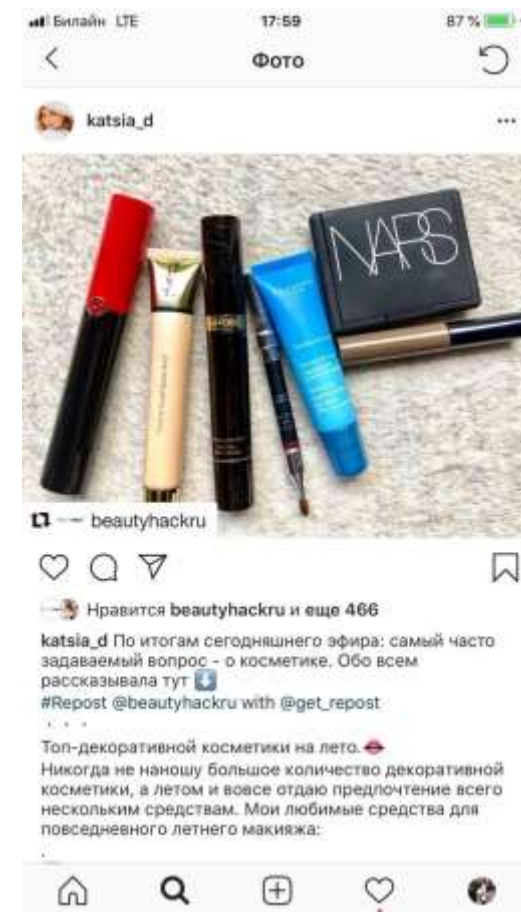 Билайн LTE 17:59 87 %
Фото
katsia_d
NARS
beautyhackru
Нравится beautyhackru и еще 466
katsia_d По итогам сегодняшнего эфира: самый часто
задаваемый вопрос - о косметике. Обо всем
рассказывала тут ⬇️
#Repost @beautyhackru with @get_repost
. . .
Топ-декоративной косметики на лето.👄
Никогда не наношу большое количество декоративной
косметики, а летом и вовсе отдаю предпочтение всего
нескольким средствам. Мои любимые средства для
повседневного летнего макияжа:
.